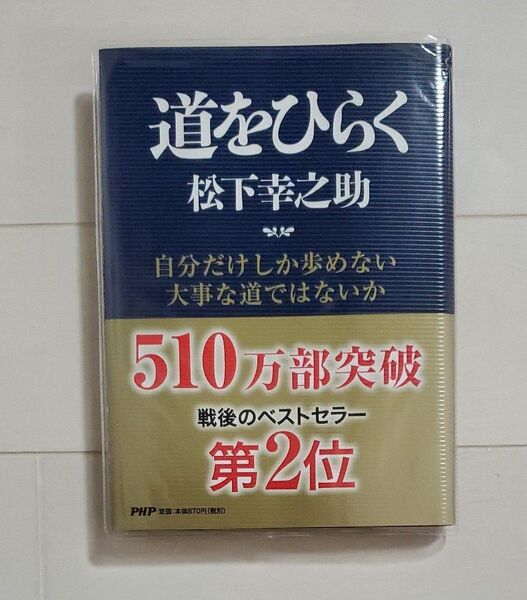 道をひらく
松下幸之助
自分だけしか歩めない
大事な道ではないか
510万部突破
戦後のベストセラー
第2位
PHP 定価:本体870円(税別)